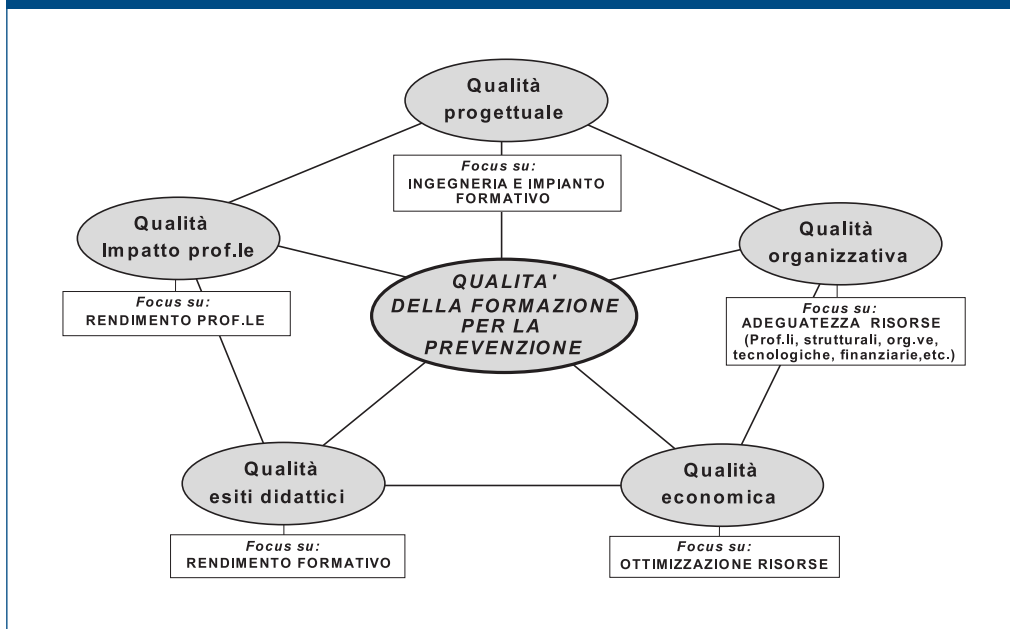 Qualità
progettuale
Focus su:
INGEGNERIA E IMPIANTO
FORMATIVO
Qualità
Impatto prof.le
Focus su:
RENDIMENTO PROF.LE
Qualità
organizzativa
Focus su:
ADEGUATEZZA RISORSE
(Prof.li, strutturali, org.ve,
tecnologiche, finanziarie,etc.)
QUALITA'
DELLA FORMAZIONE
PER LA
PREVENZIONE
Qualità
esiti didattici
Focus su:
RENDIMENTO FORMATIVO
Qualità
economica
Focus su:
OTTIMIZZAZIONE RISORSE